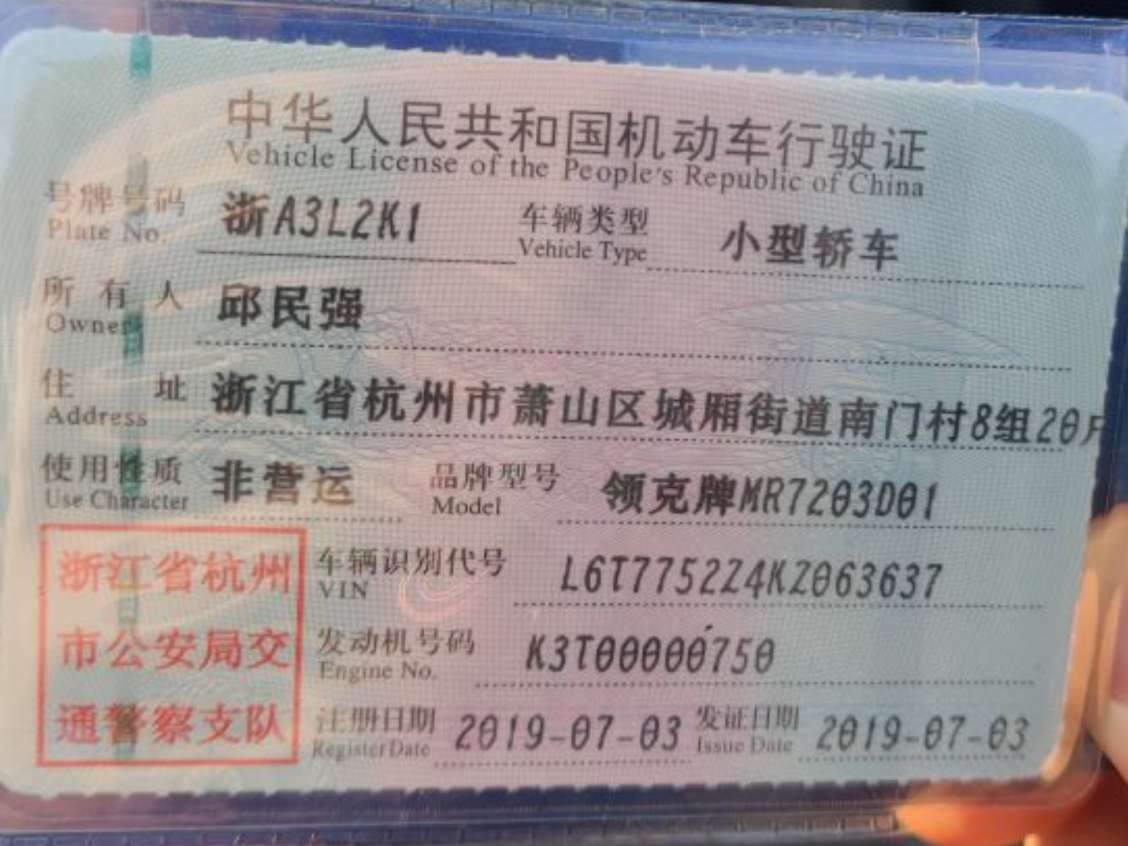 中华人民共和国机动车行驶证
Vehicle License of the People's Republic of China
号牌号码 浙A3L2K1 车辆类型 小型轿车
Plate No. Vehicle Type
所有人 邱民强
Owner
住址 浙江省杭州市萧山区城厢街道南门村8组20户
Address
使用性质 非营运 品牌型号 领克牌MR7203D01
Use Character Model
浙江省杭州 车辆识别代号 L6T7752Z4KZ063637
VIN
市公安局交 发动机号码 K3T00000750
Engine No.
通警察支队 注册日期 2019-07-03 发证日期 2019-07-03
Register Date Issue Date